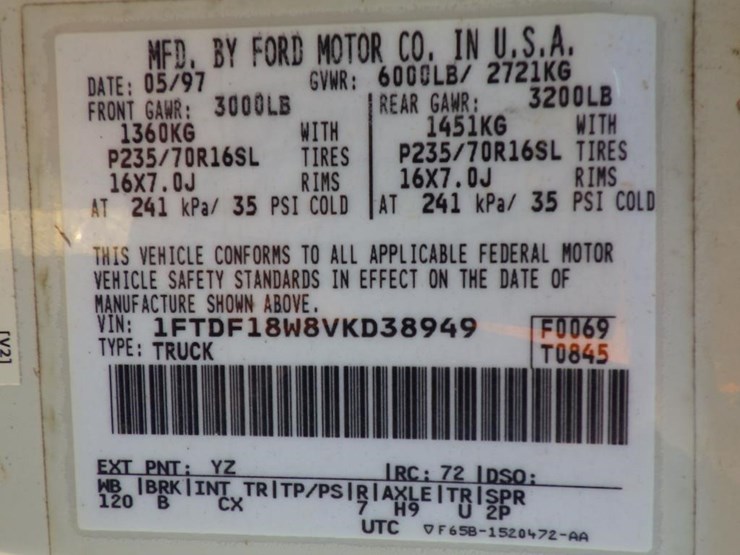 MFD. BY FORD MOTOR CO. IN U.S.A.
DATE: 05/97 GVWR: 6000LB/ 2721KG
FRONT GAWR: 3000LB REAR GAWR: 3200LB
1360KG WITH 1451KG WITH
P235/70R16SL TIRES P235/70R16SL TIRES
16X7.0J RIMS 16X7.0J RIMS
AT 241 kPa/ 35 PSI COLD AT 241 kPa/ 35 PSI COLD
THIS VEHICLE CONFORMS TO ALL APPLICABLE FEDERAL MOTOR
VEHICLE SAFETY STANDARDS IN EFFECT ON THE DATE OF
MANUFACTURE SHOWN ABOVE.
VIN: 1FTDF18W8VKD38949 F0069
TYPE: TRUCK T0845
EXT PNT: YZ RC: 72 DSO:
WB BRK INT TR TP/PS R AXLE TR SPR
120 B CX 7 H9 U 2P
UTC ▽F65B-1520472-AA